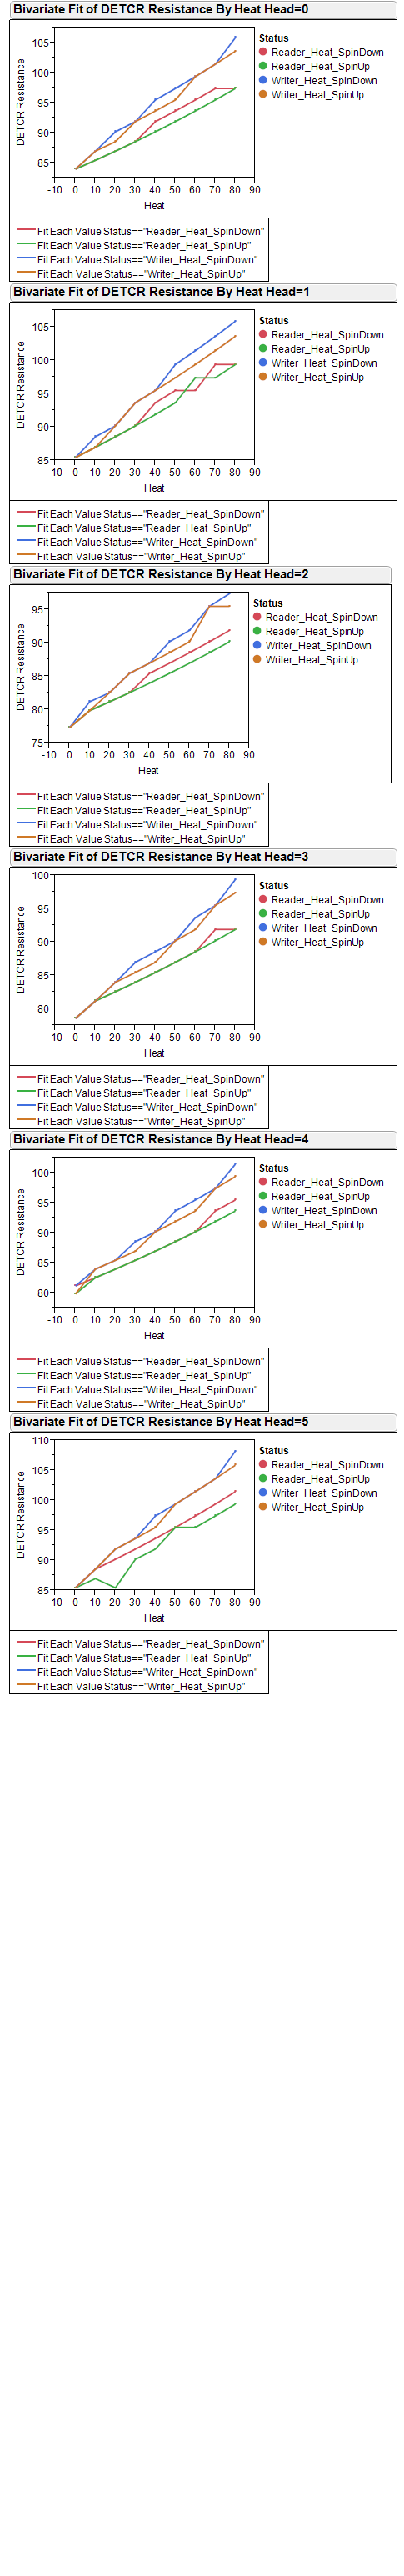 Bivariate Fit of DETCR Resistance By Heat Head=0
DETCR Resistance
105
100
95
90
85
-10 0 10 20 30 40 50 60 70 80 90
Heat
Status
Reader_Heat_SpinDown
Reader_Heat_SpinUp
Writer_Heat_SpinDown
Writer_Heat_SpinUp
Fit Each Value Status=="Reader_Heat_SpinDown"
Fit Each Value Status=="Reader_Heat_SpinUp"
Fit Each Value Status=="Writer_Heat_SpinDown"
Fit Each Value Status=="Writer_Heat_SpinUp"
Bivariate Fit of DETCR Resistance By Heat Head=1
DETCR Resistance
105
100
95
90
85
-10 0 10 20 30 40 50 60 70 80 90
Heat
Status
Reader_Heat_SpinDown
Reader_Heat_SpinUp
Writer_Heat_SpinDown
Writer_Heat_SpinUp
Fit Each Value Status=="Reader_Heat_SpinDown"
Fit Each Value Status=="Reader_Heat_SpinUp"
Fit Each Value Status=="Writer_Heat_SpinDown"
Fit Each Value Status=="Writer_Heat_SpinUp"
Bivariate Fit of DETCR Resistance By Heat Head=2
DETCR Resistance
95
90
85
80
75
-10 0 10 20 30 40 50 60 70 80 90
Heat
Status
Reader_Heat_SpinDown
Reader_Heat_SpinUp
Writer_Heat_SpinDown
Writer_Heat_SpinUp
Fit Each Value Status=="Reader_Heat_SpinDown"
Fit Each Value Status=="Reader_Heat_SpinUp"
Fit Each Value Status=="Writer_Heat_SpinDown"
Fit Each Value Status=="Writer_Heat_SpinUp"
Bivariate Fit of DETCR Resistance By Heat Head=3
DETCR Resistance
100
95
90
85
80
-10 0 10 20 30 40 50 60 70 80 90
Heat
Status
Reader_Heat_SpinDown
Reader_Heat_SpinUp
Writer_Heat_SpinDown
Writer_Heat_SpinUp
Fit Each Value Status=="Reader_Heat_SpinDown"
Fit Each Value Status=="Reader_Heat_SpinUp"
Fit Each Value Status=="Writer_Heat_SpinDown"
Fit Each Value Status=="Writer_Heat_SpinUp"
Bivariate Fit of DETCR Resistance By Heat Head=4
DETCR Resistance
100
95
90
85
80
-10 0 10 20 30 40 50 60 70 80 90
Heat
Status
Reader_Heat_SpinDown
Reader_Heat_SpinUp
Writer_Heat_SpinDown
Writer_Heat_SpinUp
Fit Each Value Status=="Reader_Heat_SpinDown"
Fit Each Value Status=="Reader_Heat_SpinUp"
Fit Each Value Status=="Writer_Heat_SpinDown"
Fit Each Value Status=="Writer_Heat_SpinUp"
Bivariate Fit of DETCR Resistance By Heat Head=5
DETCR Resistance
110
105
100
95
90
85
-10 0 10 20 30 40 50 60 70 80 90
Heat
Status
Reader_Heat_SpinDown
Reader_Heat_SpinUp
Writer_Heat_SpinDown
Writer_Heat_SpinUp
Fit Each Value Status=="Reader_Heat_SpinDown"
Fit Each Value Status=="Reader_Heat_SpinUp"
Fit Each Value Status=="Writer_Heat_SpinDown"
Fit Each Value Status=="Writer_Heat_SpinUp"